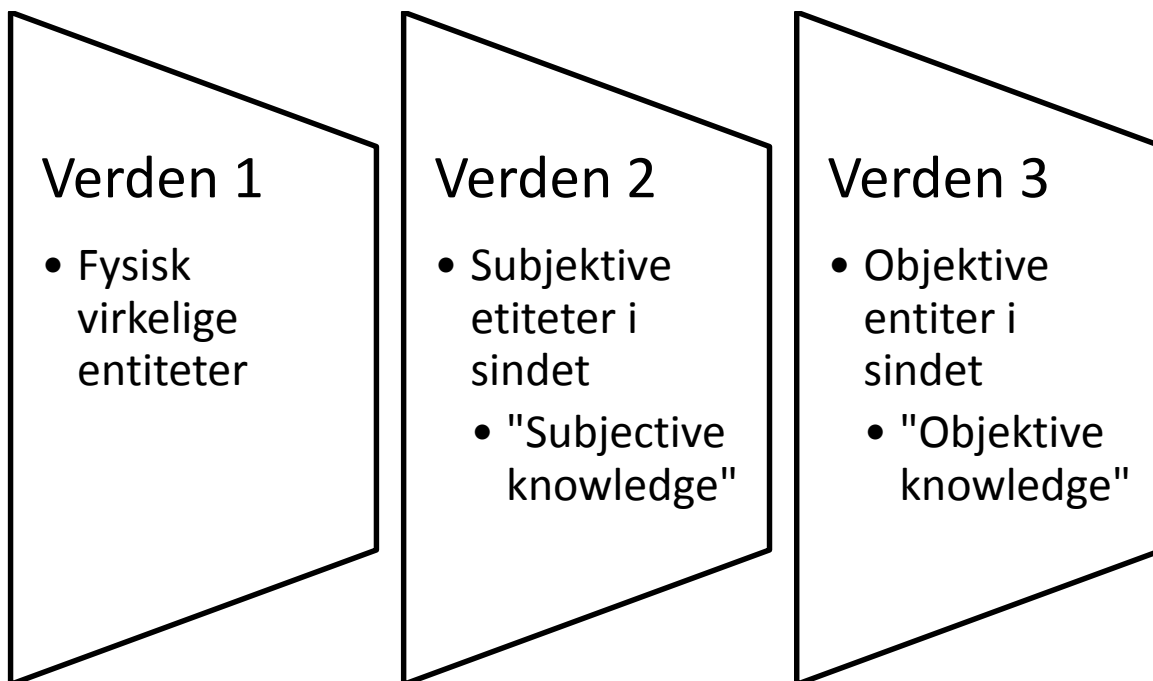 Verden 1
• Fysisk
virkelige
entiteter
Verden 2
• Subjektive
etiteter i
sindet
• "Subjective
knowledge"
Verden 3
• Objektive
entiter i
sindet
• "Objektive
knowledge"